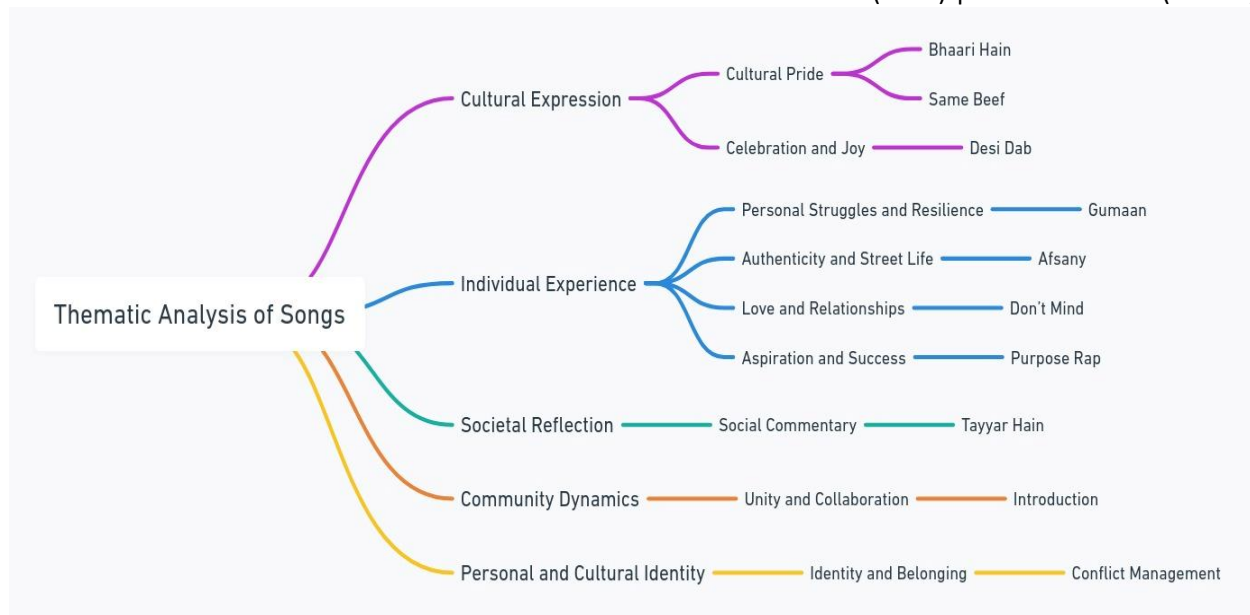 Thematic Analysis of Songs
Cultural Expression
Cultural Pride
Bhaari Hain
Same Beef
Celebration and Joy
Desi Dab
Individual Experience
Personal Struggles and Resilience
Gumaan
Authenticity and Street Life
Afsany
Love and Relationships
Don't Mind
Aspiration and Success
Purpose Rap
Societal Reflection
Social Commentary
Tayyar Hain
Community Dynamics
Unity and Collaboration
Introduction
Personal and Cultural Identity
Identity and Belonging
Conflict Management